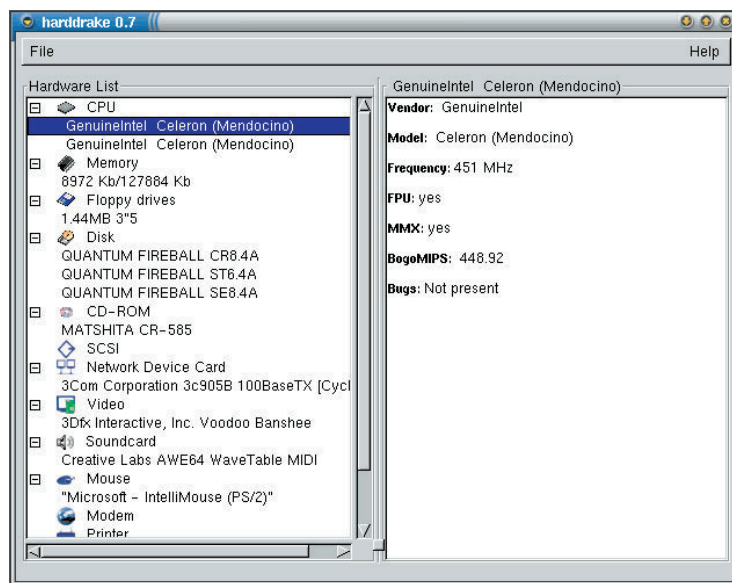 harddrake 0.7
File Help
Hardware List
CPU
GenuineIntel Celeron (Mendocino)
GenuineIntel Celeron (Mendocino)
Memory
8972 Kb/127884 Kb
Floppy drives
1.44MB 3"5
Disk
QUANTUM FIREBALL CR8.4A
QUANTUM FIREBALL ST6.4A
QUANTUM FIREBALL SE8.4A
CD-ROM
MATSHITA CR-585
SCSI
Network Device Card
3Com Corporation 3c905B 100BaseTX [Cycl
Video
3Dfx Interactive, Inc. Voodoo Banshee
Soundcard
Creative Labs AWE64 WaveTable MIDI
Mouse
"Microsoft - IntelliMouse (PS/2)"
Modem
Printer
GenuineIntel Celeron (Mendocino)
Vendor: GenuineIntel
Model: Celeron (Mendocino)
Frequency: 451 MHz
FPU: yes
MMX: yes
BogoMIPS: 448.92
Bugs: Not present